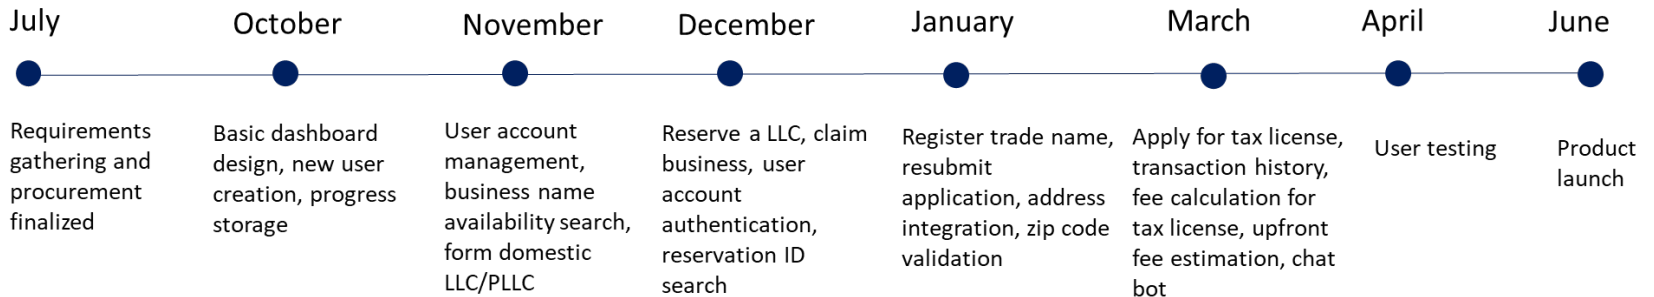 July
Requirements
gathering and
procurement
finalized
October
Basic dashboard
design, new user
creation, progress
storage
November
User account
management,
business name
availability search,
form domestic
LLC/PLLC
December
Reserve a LLC, claim
business, user
account
authentication,
reservation ID
search
January
Register trade name,
resubmit
application, address
integration, zip code
validation
March
Apply for tax license,
transaction history,
fee calculation for
tax license, upfront
fee estimation, chat
bot
April
User testing
June
Product
launch